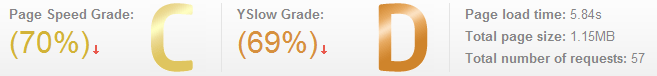 Page Speed Grade:
(70%)↓ C
YSlow Grade:
(69%)↓ D
Page load time: 5.84s
Total page size: 1.15MB
Total number of requests: 57